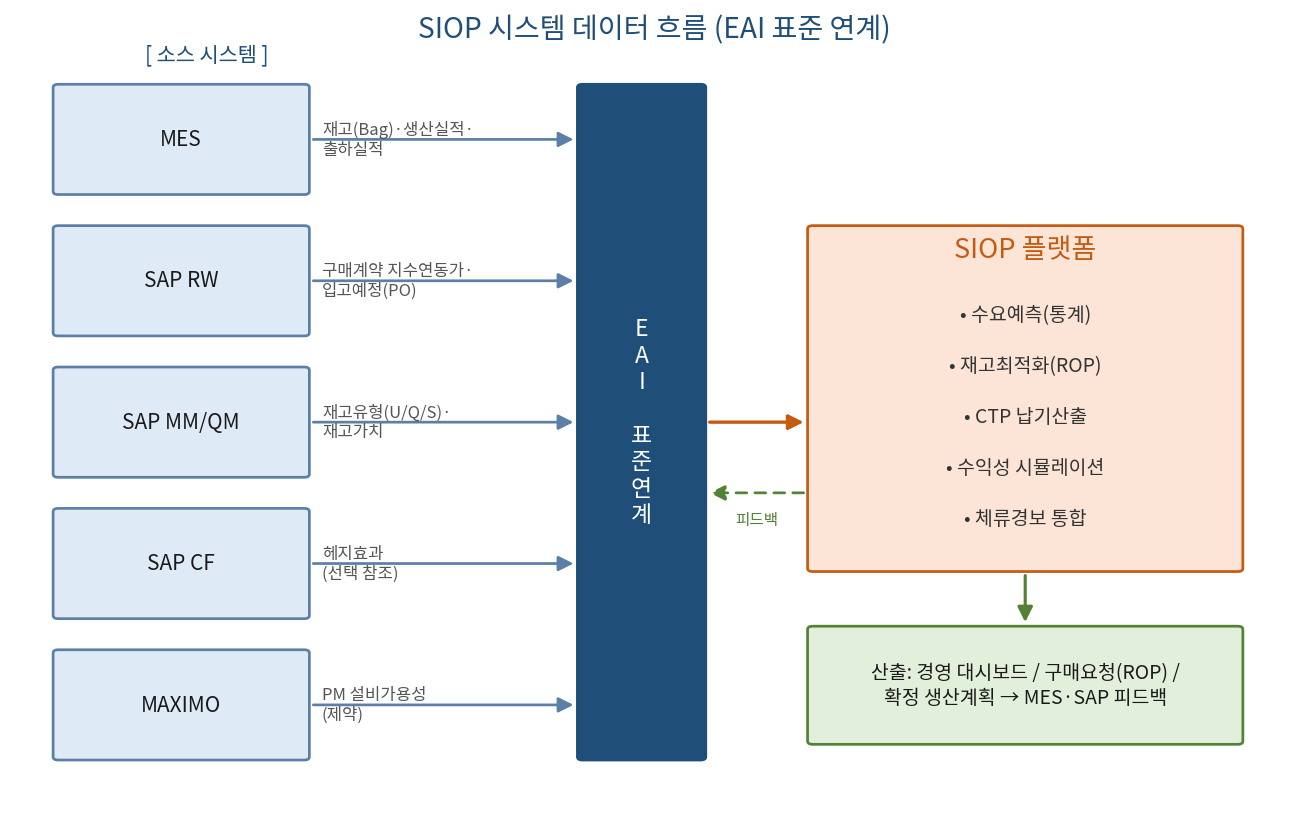 SIOP 시스템 데이터 흐름 (EAI 표준 연계)
[ 소스 시스템 ]
MES
재고(Bag)·생산실적·
출하실적
SAP RW
구매계약 지수연동가·
입고예정(PO)
SAP MM/QM
재고유형(U/Q/S)·
재고가치
SAP CF
헤지효과
(선택 참조)
MAXIMO
PM 설비가용성
(제약)
E
A
I
표
준
연
계
피드백
SIOP 플랫폼
• 수요예측(통계)
• 재고최적화(ROP)
• CTP 납기산출
• 수익성 시뮬레이션
• 체류경보 통합
산출: 경영 대시보드 / 구매요청(ROP) /
확정 생산계획 → MES·SAP 피드백